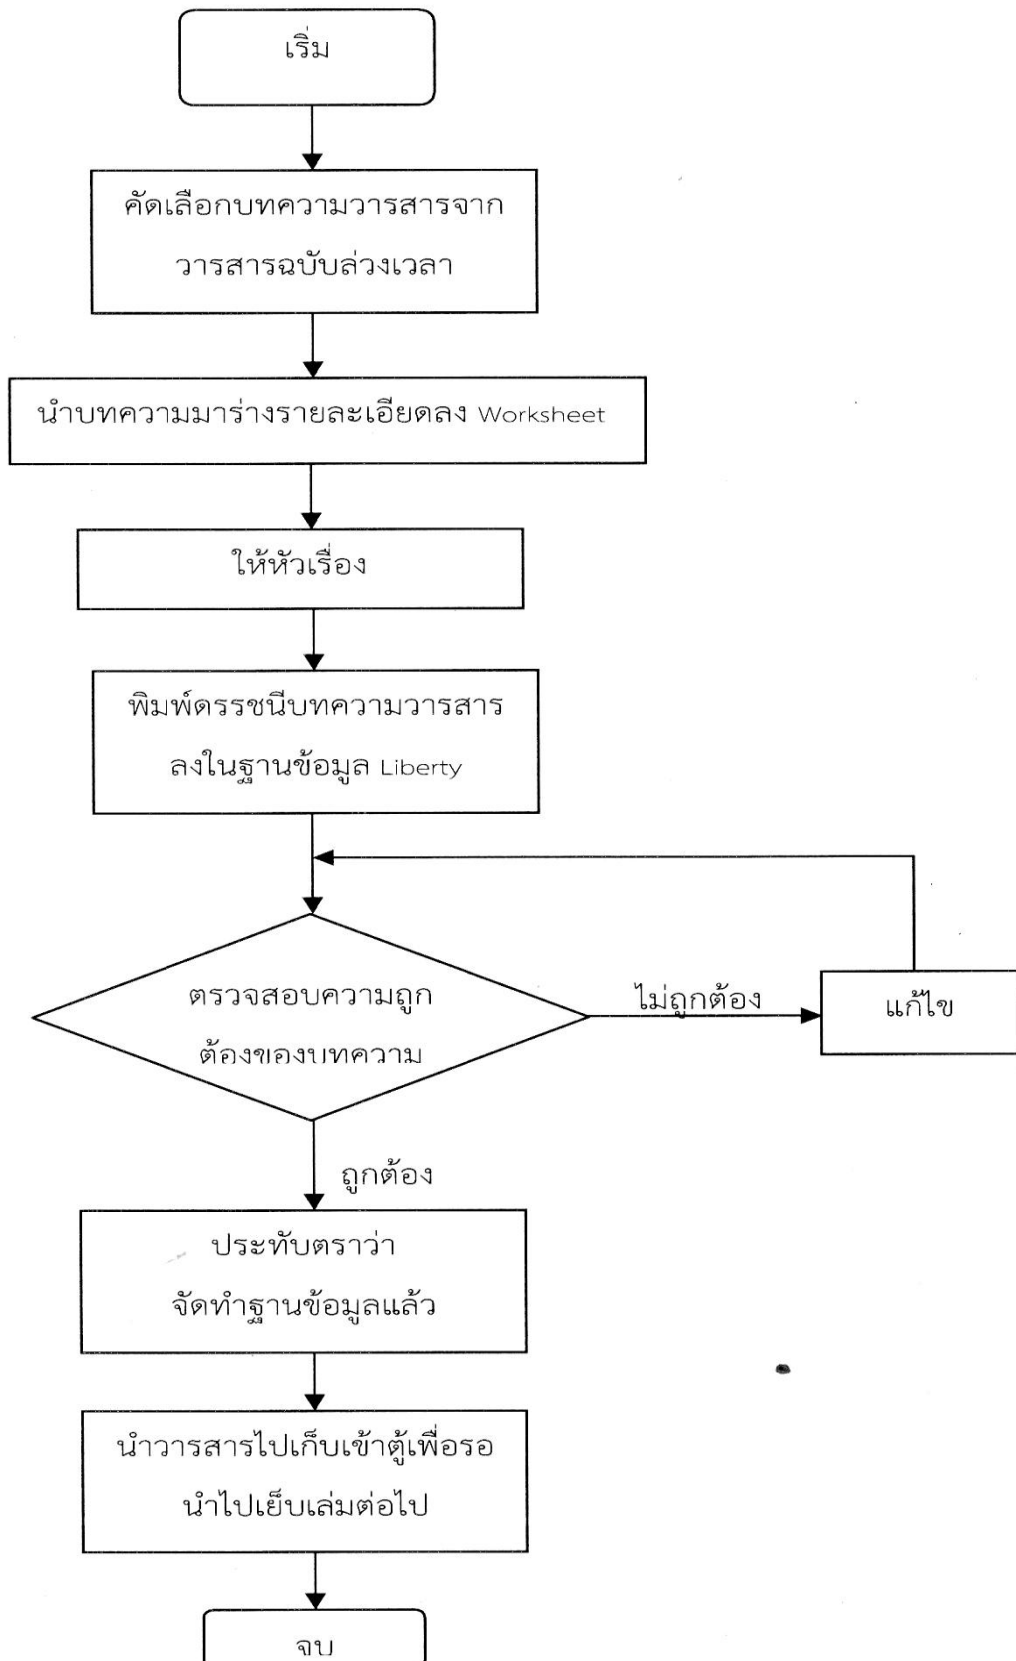 เริ่ม
คัดเลือกบทความวารสารจาก
วารสารฉบับล่วงเวลา
นำบทความมาร่างรายละเอียดลง Worksheet
ให้หัวเรื่อง
พิมพ์ดรรชนีบทความวารสาร
ลงในฐานข้อมูล Liberty
ตรวจสอบความถูก
ต้องของบทความ
ไม่ถูกต้อง
แก้ไข
ถูกต้อง
ประทับตราว่า
จัดทำฐานข้อมูลแล้ว
นำวารสารไปเก็บเข้าตู้เพื่อรอ
นำไปเย็บเล่มต่อไป
จบ